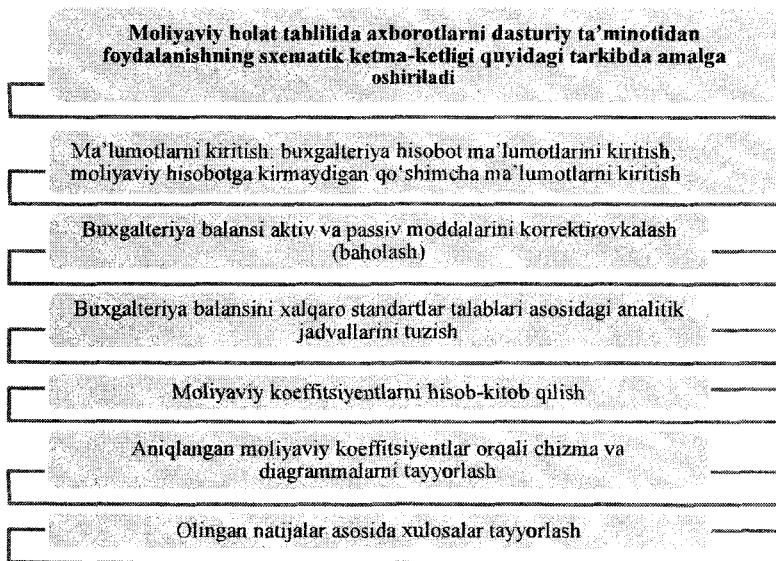 Moliyaviy holat tahlilida axborotlarni dasturiy ta’minotidan
foydalanishning sxematik ketma-ketligi quyidagi tarkibda amalga
oshiriladi
Ma’lumotlarni kiritish: buxgalteriya hisobot ma’lumotlarini kiritish,
moliyaviy hisobotga kirmaydigan qo‘shimcha ma’lumotlarni kiritish
Buxgalteriya balansi aktiv va passiv moddalarini korrektirovkalash
(baholash)
Buxgalteriya balansini xalqaro standartlar talablari asosidagi analitik
jadvallarini tuzish
Moliyaviy koeffitsiyentlarni hisob-kitob qilish
Aniqlangan moliyaviy koeffitsiyentlar orqali chizma va
diagrammalarni tayyorlash
Olingan natijalar asosida xulosalar tayyorlash